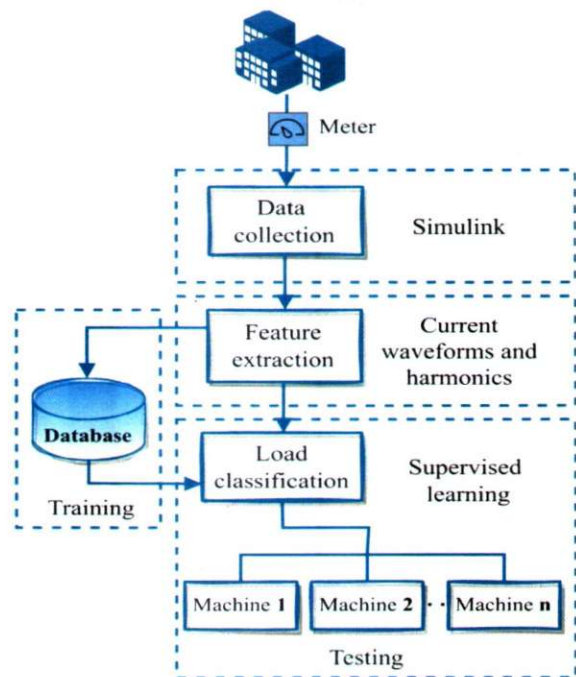 Meter
Data
collection
Simulink
Feature
extraction
Current
waveforms and
harmonics
Database
Training
Load
classification
Supervised
learning
Machine 1
Machine 2
··
Machine n
Testing